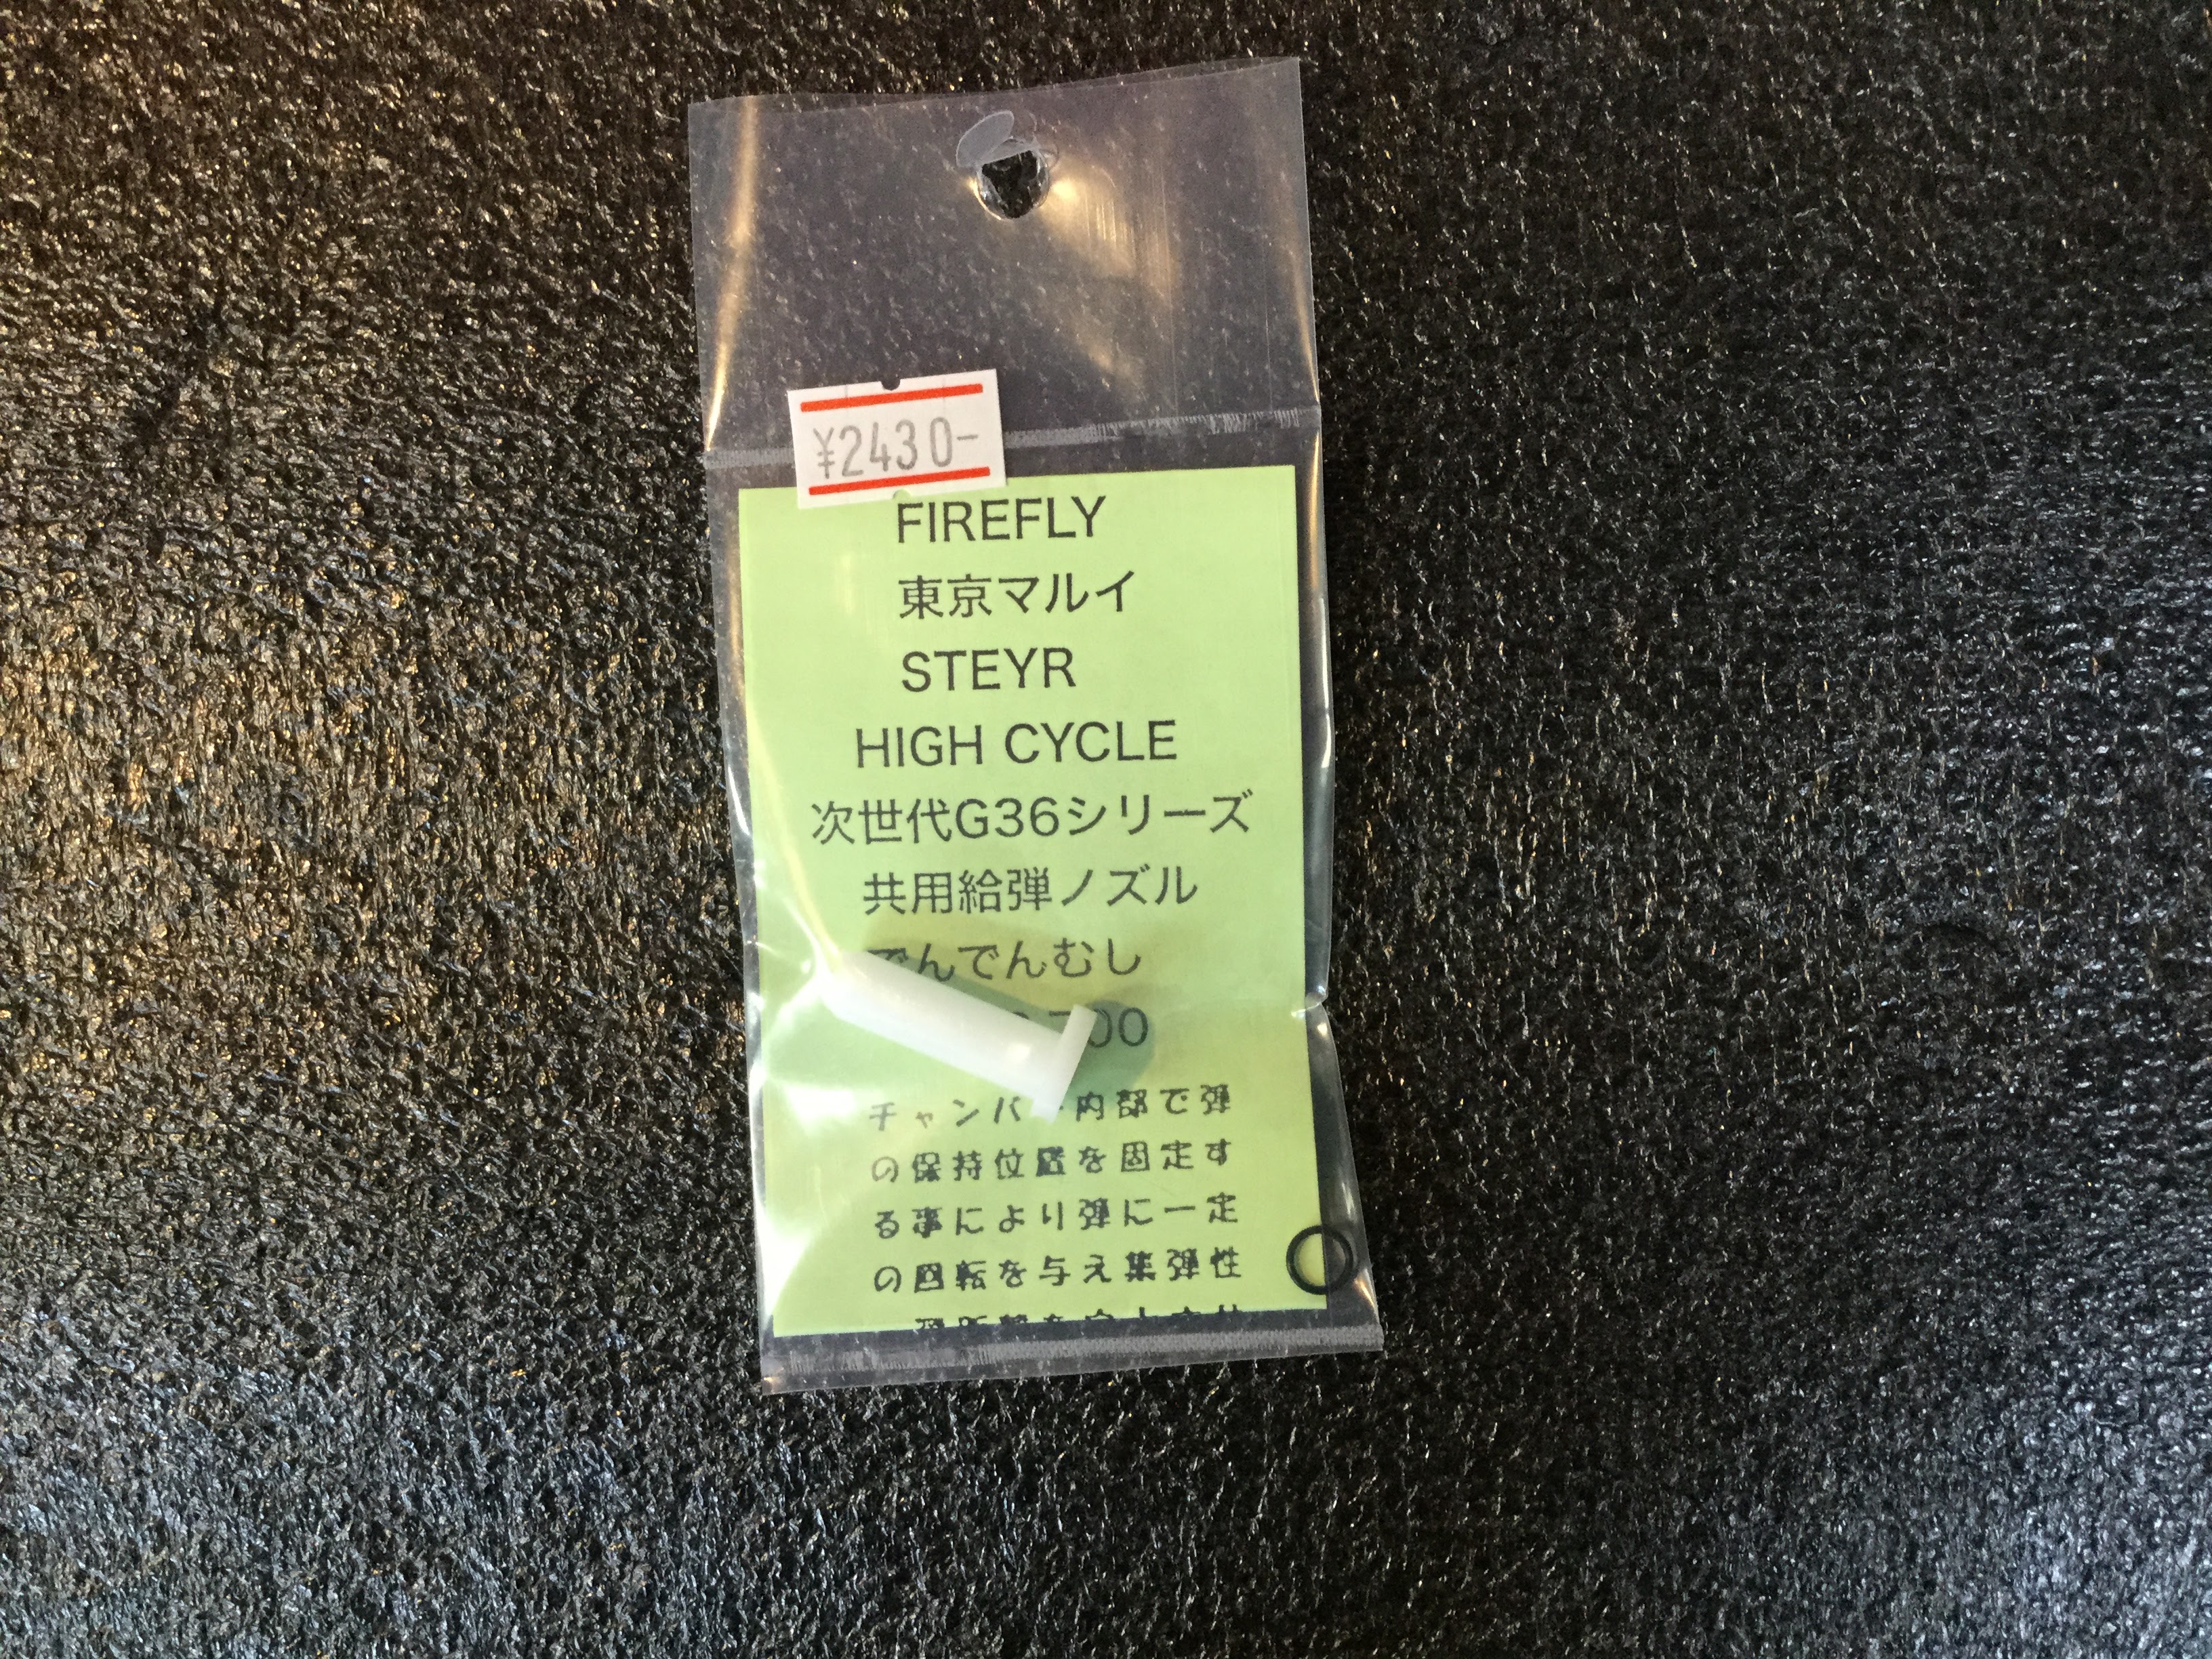 ¥2430-
FIREFLY
東京マルイ
STEYR
HIGH CYCLE
次世代G36シリーズ
共用給弾ノズル
でんでんむし
700
チャンバー内部で弾
の保持位置を固定す
る事により弾に一定
の回転を与え集弾性